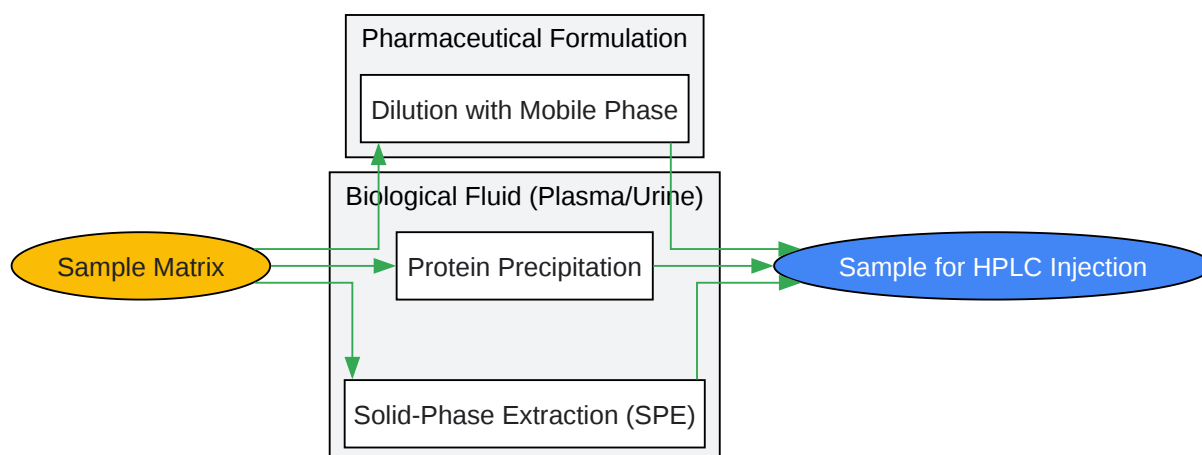 Pharmaceutical Formulation
Dilution with Mobile Phase
Biological Fluid (Plasma/Urine)
Sample Matrix
Protein Precipitation
Sample for HPLC Injection
Solid-Phase Extraction (SPE)